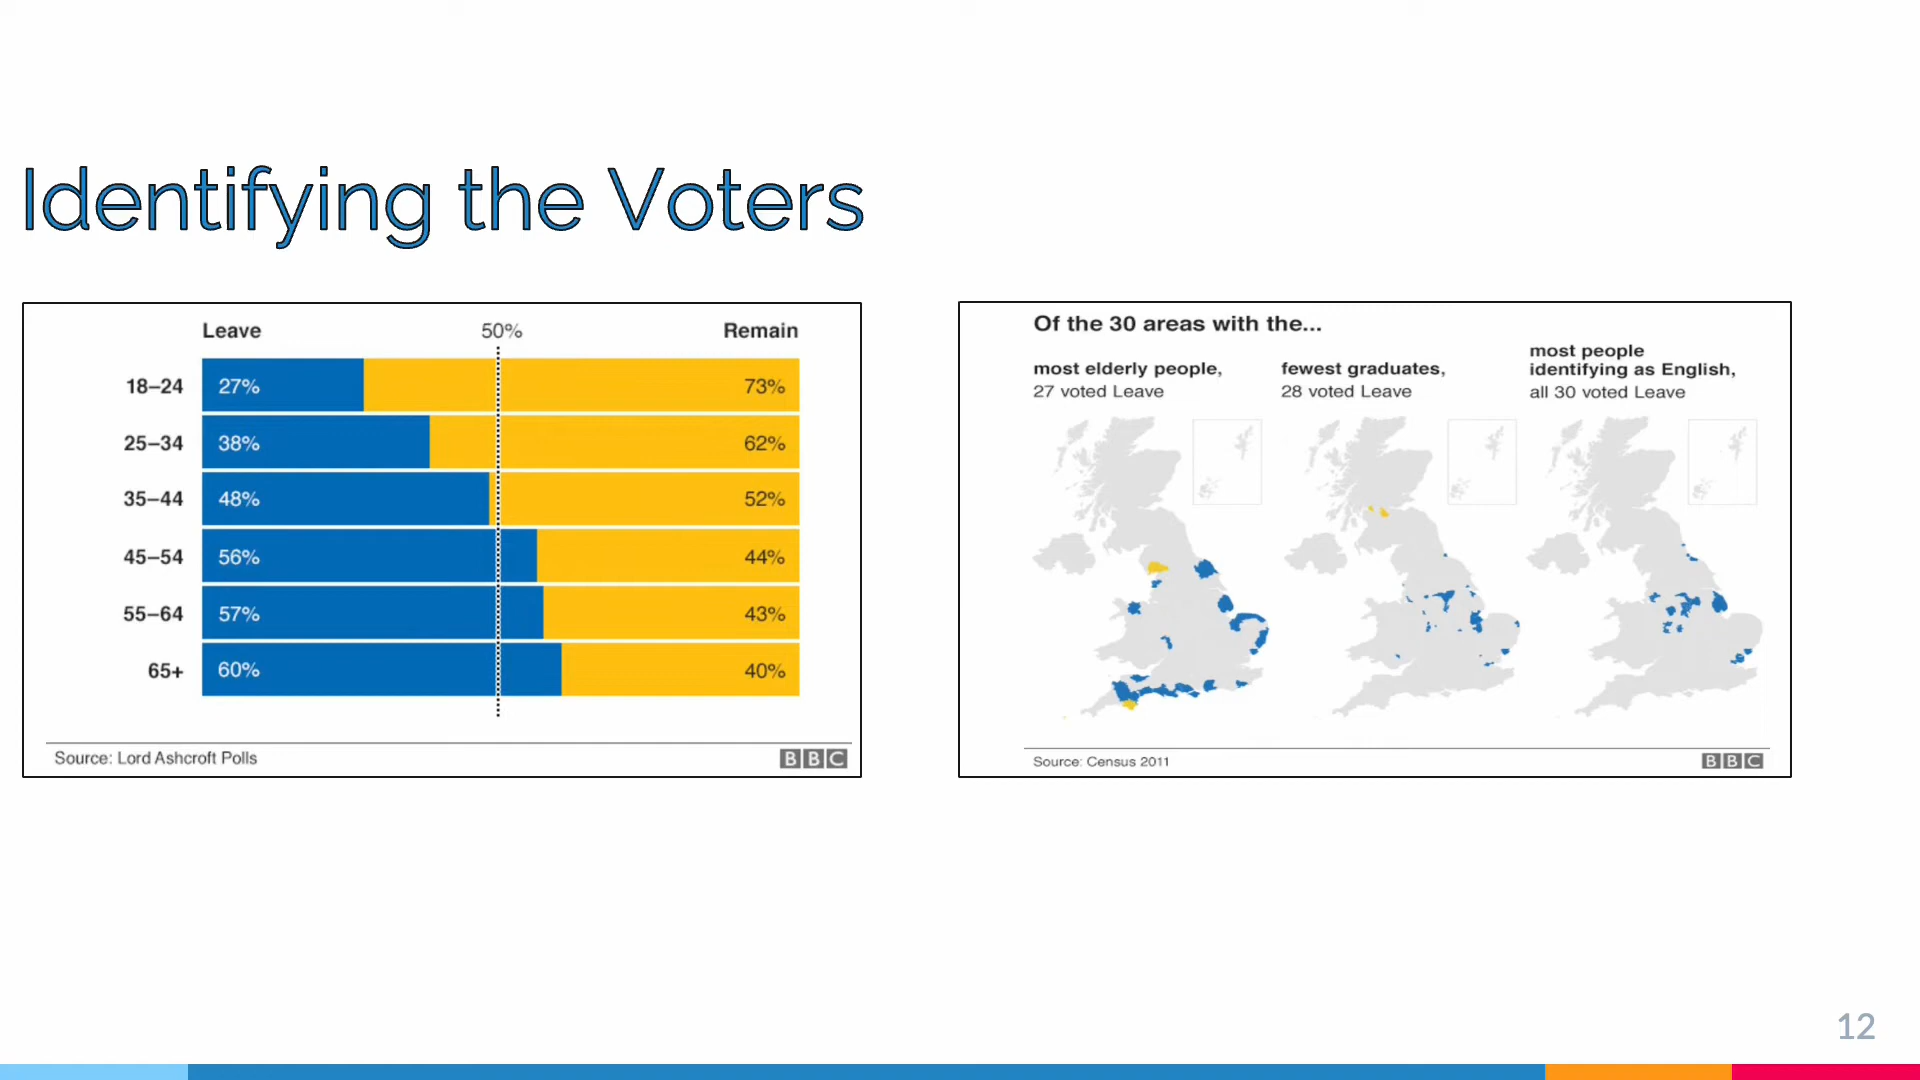 Identifying the Voters
Leave 50% Remain
18–24 27% 73%
25–34 38% 62%
35–44 48% 52%
45–54 56% 44%
55–64 57% 43%
65+ 60% 40%
Source: Lord Ashcroft Polls BBC
Of the 30 areas with the...
most elderly people,
27 voted Leave
fewest graduates,
28 voted Leave
most people
identifying as English,
all 30 voted Leave
Source: Census 2011 BBC
12